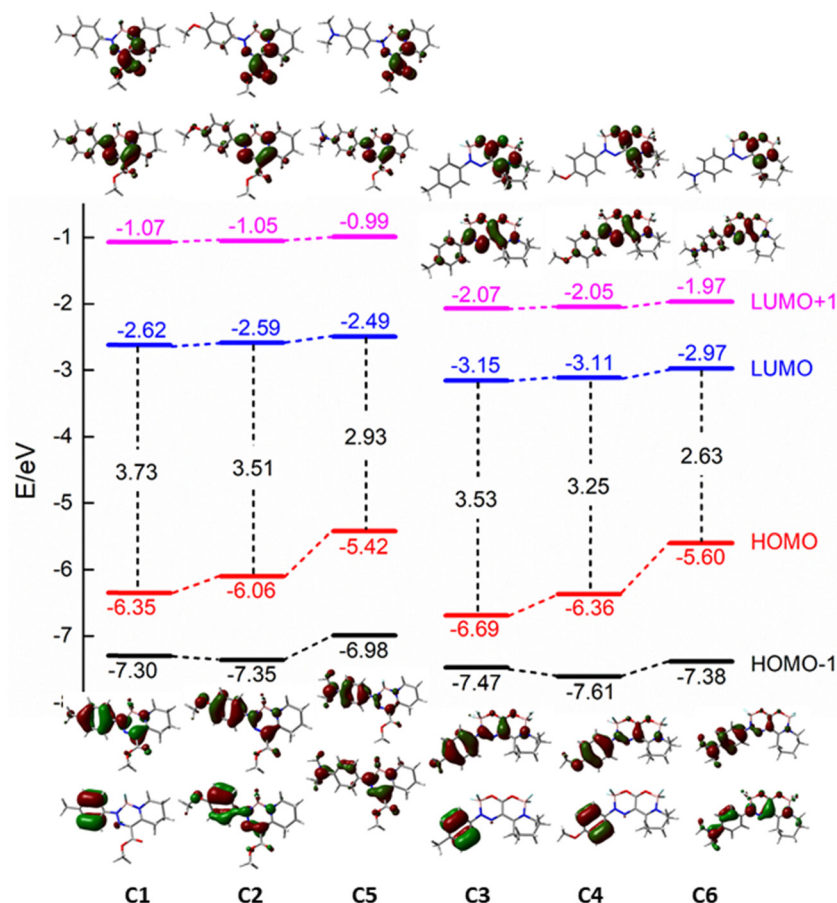 -1.07 -1.05 -0.99
-1
-2.07 -2.05 -1.97
LUMO+1
-2
-2.62 -2.59 -2.49
-3
-3.15 -3.11 -2.97
LUMO
-4
E/eV
3.73 3.51 2.93 3.53 3.25 2.63
-5
-5.42 -5.60
HOMO
-6
-6.35 -6.06 -6.69 -6.36
-7
-6.98
-7.30 -7.35 -7.47 -7.61 -7.38
HOMO-1
C1 C2 C5 C3 C4 C6